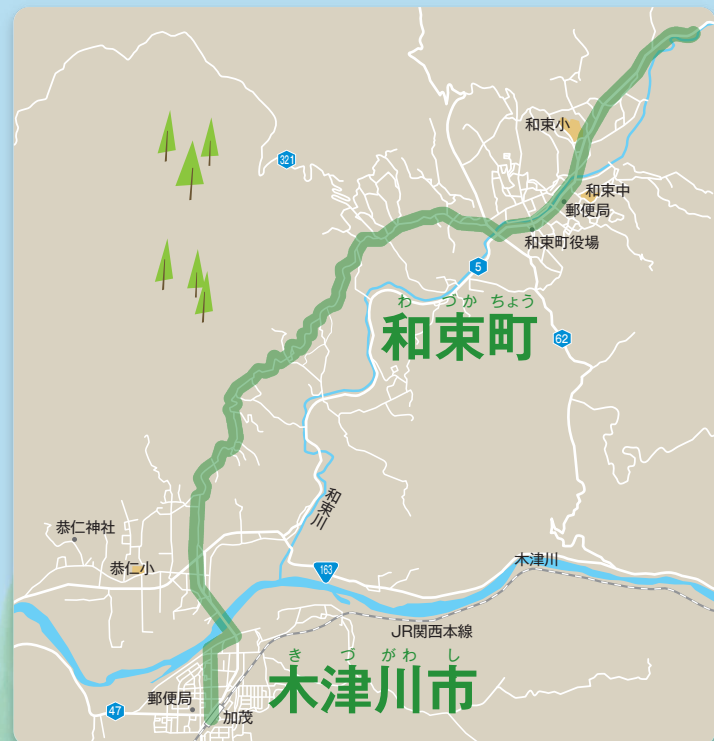 和束小
321
和束中
郵便局
和束町役場
5
わ づか ちょう
和束町
62
和束川
恭仁神社
恭仁小
163
木津川
JR関西本線
き づ がわ し
木津川市
郵便局
47
加茂